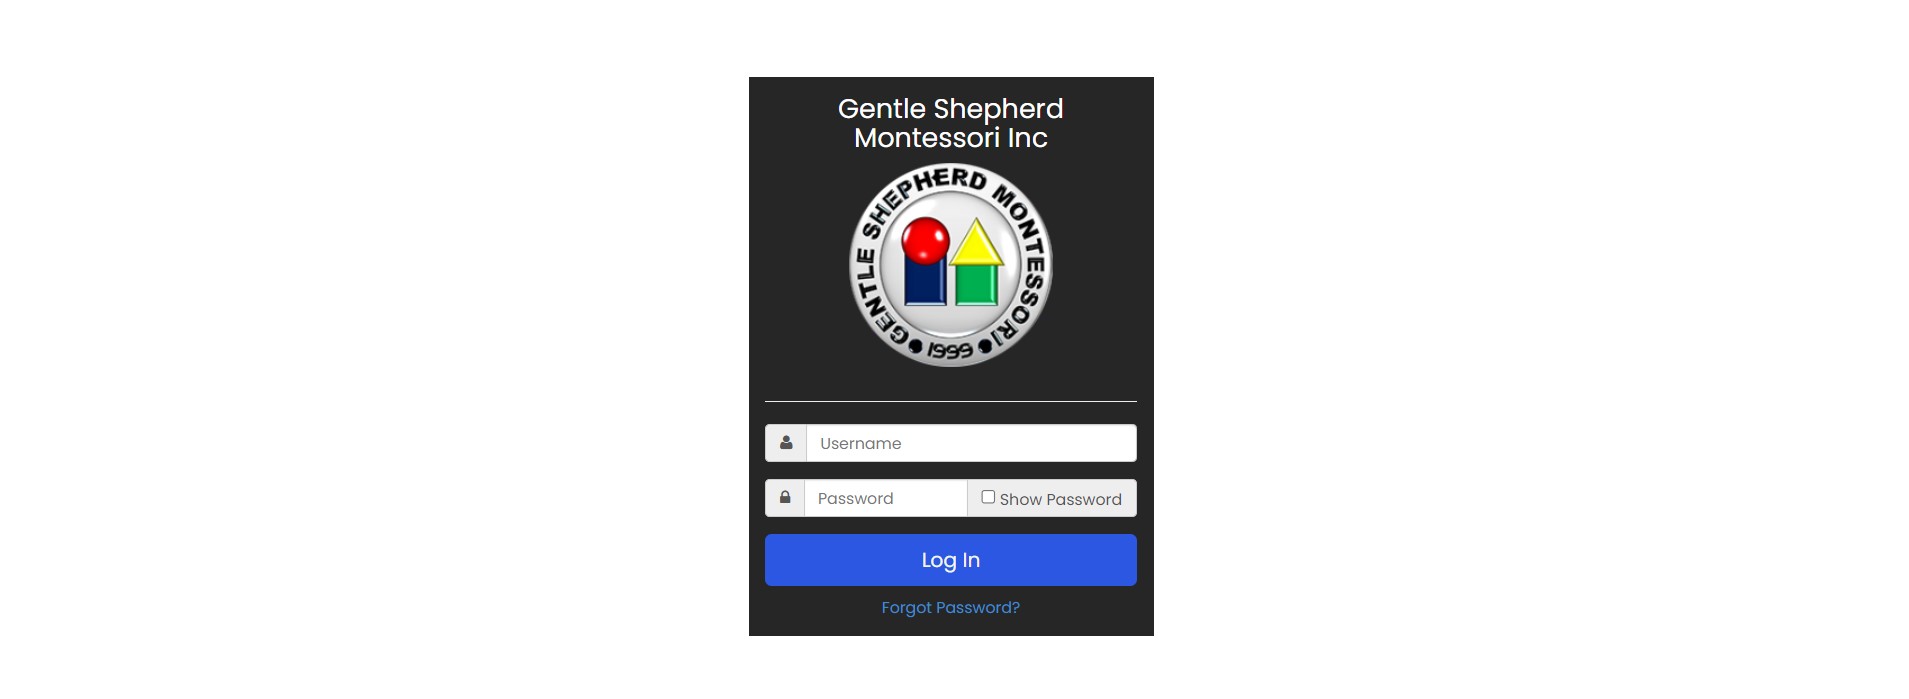 Gentle Shepherd
Montessori Inc
GENTLE SHEPHERD MONTESSORI
1999
Username
Password
Show Password
Log In
Forgot Password?